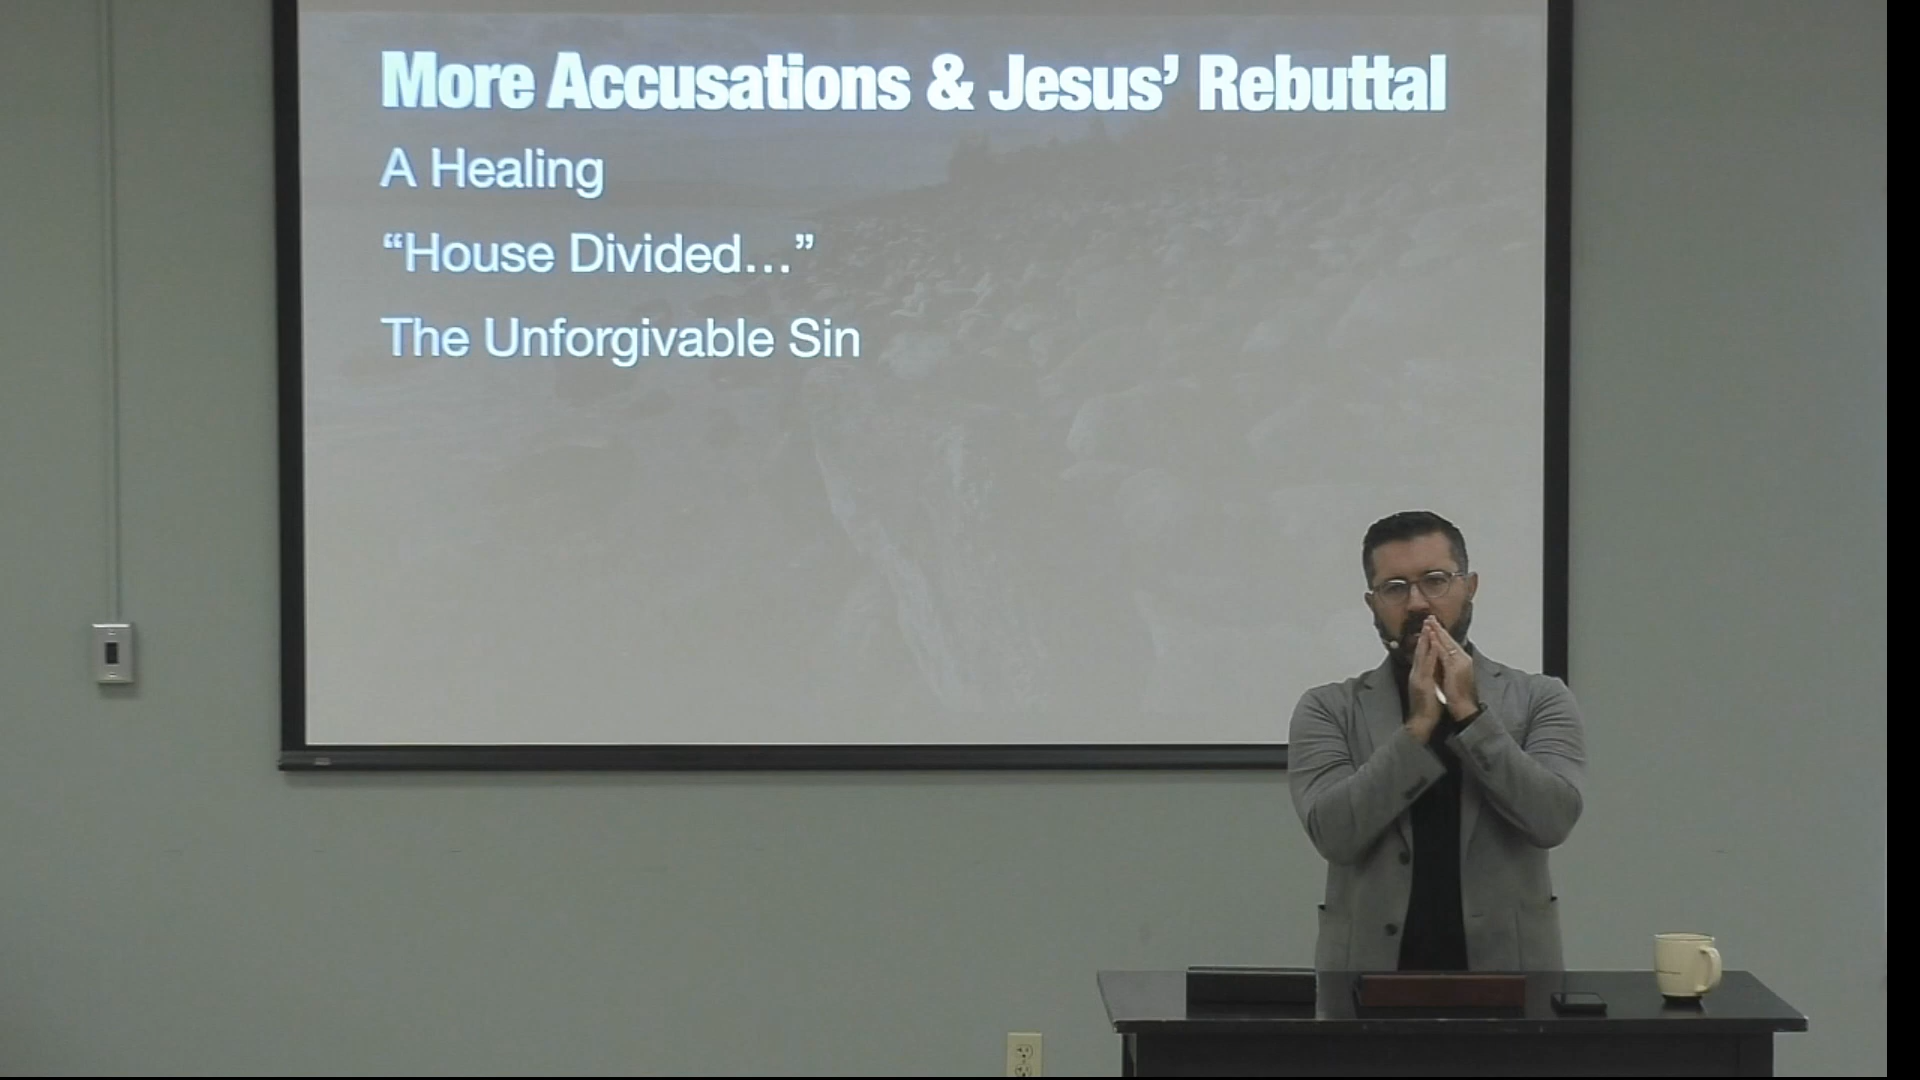 More Accusations & Jesus’ Rebuttal
A Healing
“House Divided…”
The Unforgivable Sin